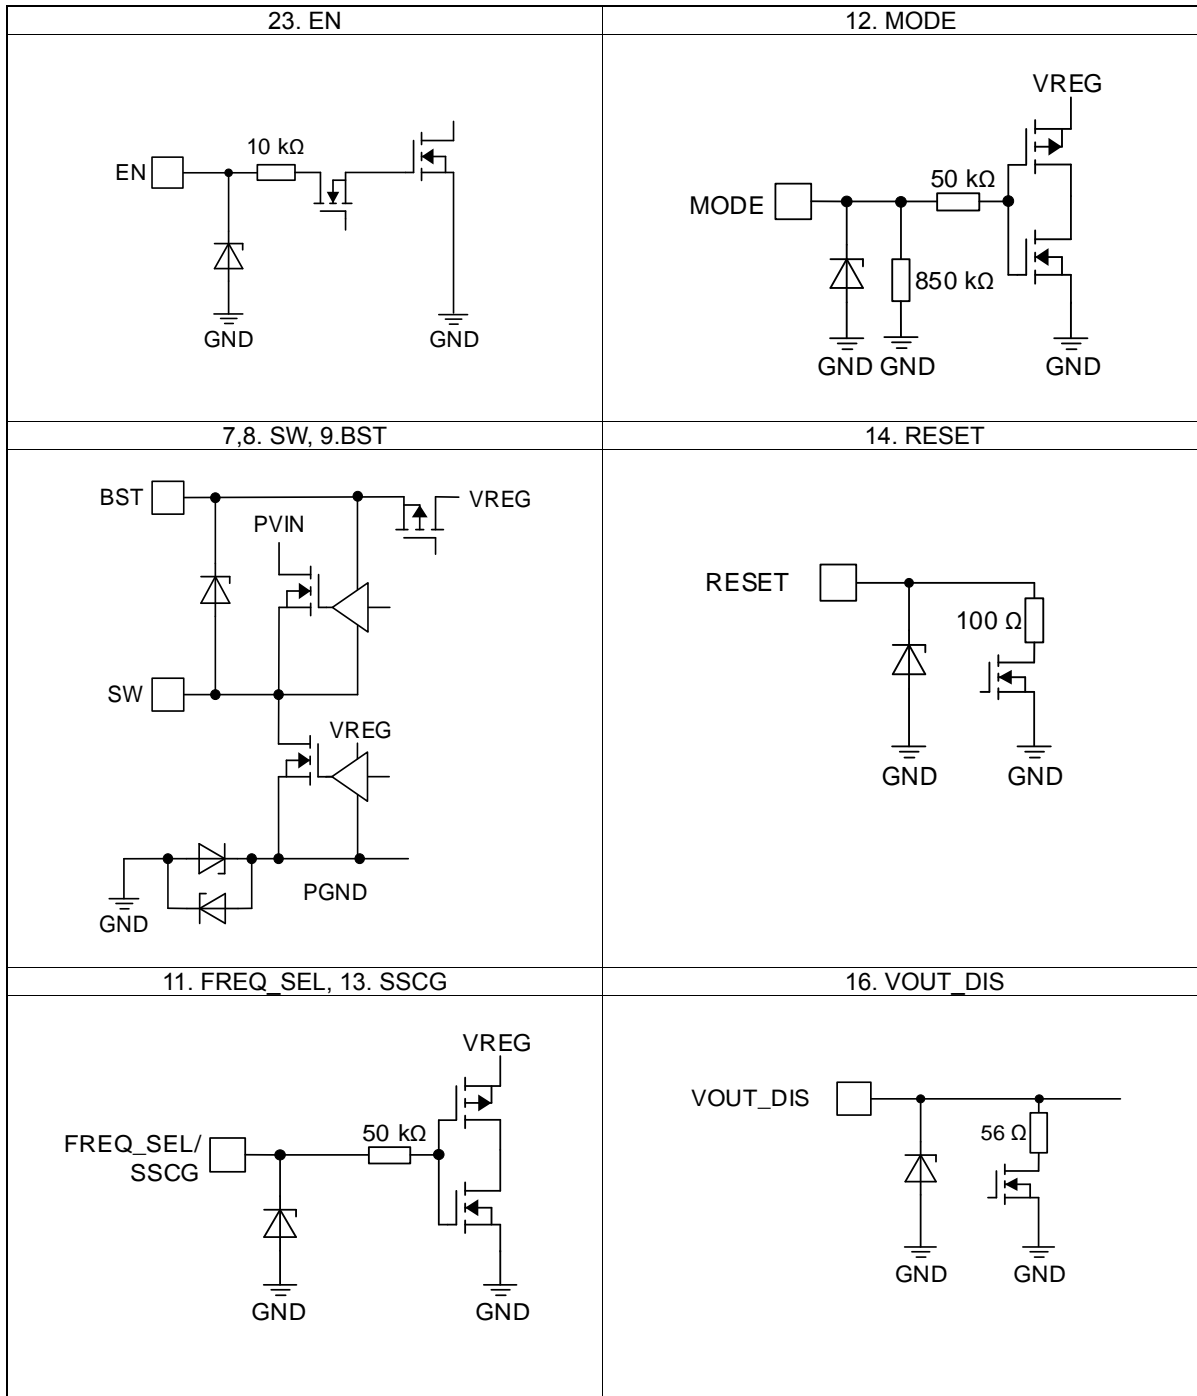 23. EN
12. MODE
EN
10 kΩ
GND
GND
VREG
MODE
50 kΩ
850 kΩ
GND
GND
GND
7,8. SW, 9.BST
14. RESET
BST
VREG
PVIN
SW
VREG
PGND
GND
RESET
100 Ω
GND
GND
11. FREQ_SEL, 13. SSCG
16. VOUT_DIS
VREG
FREQ_SEL/
SSCG
50 kΩ
GND
GND
VOUT_DIS
56 Ω
GND
GND